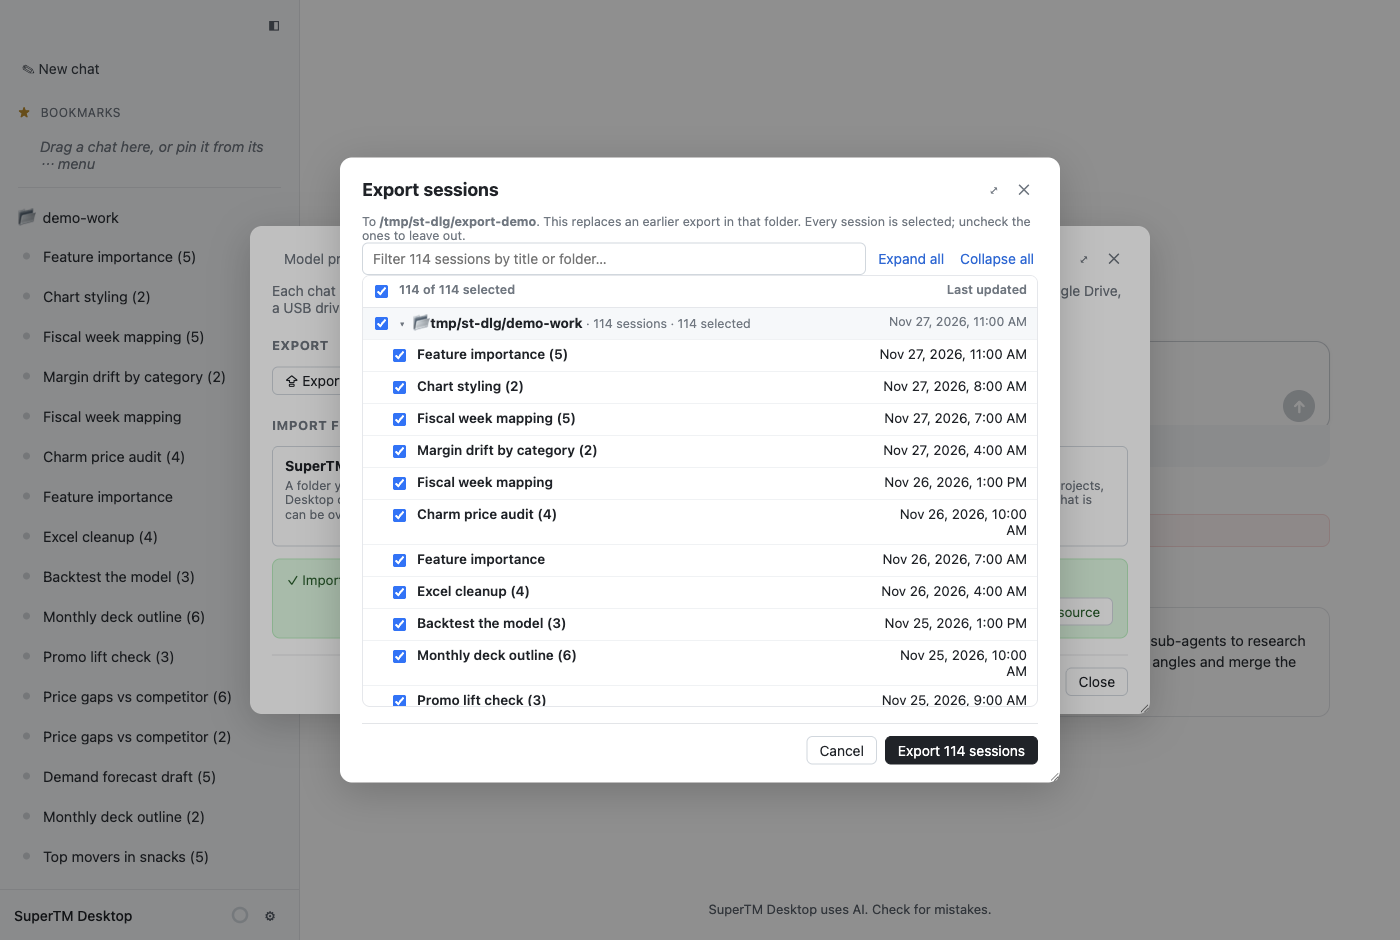 New chat
BOOKMARKS
Drag a chat here, or pin it from its
··· menu
demo-work
Feature importance (5)
Chart styling (2)
Fiscal week mapping (5)
Margin drift by category (2)
Fiscal week mapping
Charm price audit (4)
Feature importance
Excel cleanup (4)
Backtest the model (3)
Monthly deck outline (6)
Promo lift check (3)
Price gaps vs competitor (6)
Price gaps vs competitor (2)
Demand forecast draft (5)
Monthly deck outline (2)
Top movers in snacks (5)
SuperTM Desktop
Model pr
Each chat
gle Drive,
a USB driv
EXPORT
Expor
IMPORT F
SuperTM
A folder y
rojects,
Desktop c
hat is
can be ov
✓ Impor
source
Close
sub-agents to research
angles and merge the
Export sessions
To /tmp/st-dlg/export-demo. This replaces an earlier export in that folder. Every session is selected; uncheck the
ones to leave out.
Filter 114 sessions by title or folder...
Expand all
Collapse all
114 of 114 selected
Last updated
tmp/st-dlg/demo-work · 114 sessions · 114 selected
Nov 27, 2026, 11:00 AM
Feature importance (5)
Nov 27, 2026, 11:00 AM
Chart styling (2)
Nov 27, 2026, 8:00 AM
Fiscal week mapping (5)
Nov 27, 2026, 7:00 AM
Margin drift by category (2)
Nov 27, 2026, 4:00 AM
Fiscal week mapping
Nov 26, 2026, 1:00 PM
Charm price audit (4)
Nov 26, 2026, 10:00
AM
Feature importance
Nov 26, 2026, 7:00 AM
Excel cleanup (4)
Nov 26, 2026, 4:00 AM
Backtest the model (3)
Nov 25, 2026, 1:00 PM
Monthly deck outline (6)
Nov 25, 2026, 10:00
AM
Promo lift check (3)
Nov 25, 2026, 9:00 AM
Cancel
Export 114 sessions
SuperTM Desktop uses AI. Check for mistakes.